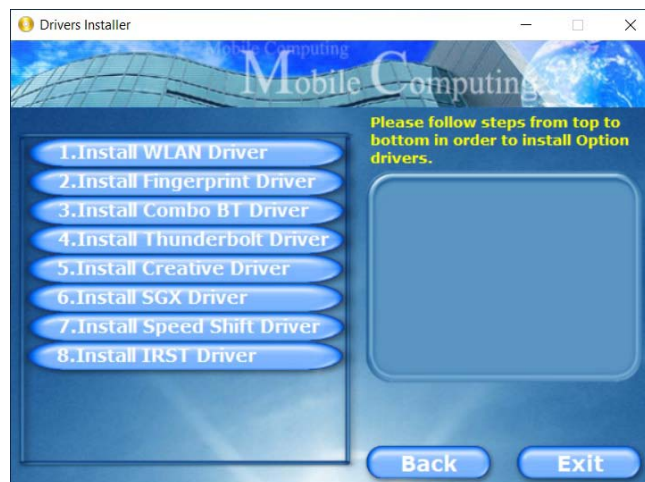 Drivers Installer
Mobile Computing
Mobile Computing
Please follow steps from top to
bottom in order to install Option
drivers.
1.Install WLAN Driver
2.Install Fingerprint Driver
3.Install Combo BT Driver
4.Install Thunderbolt Driver
5.Install Creative Driver
6.Install SGX Driver
7.Install Speed Shift Driver
8.Install IRST Driver
Back
Exit